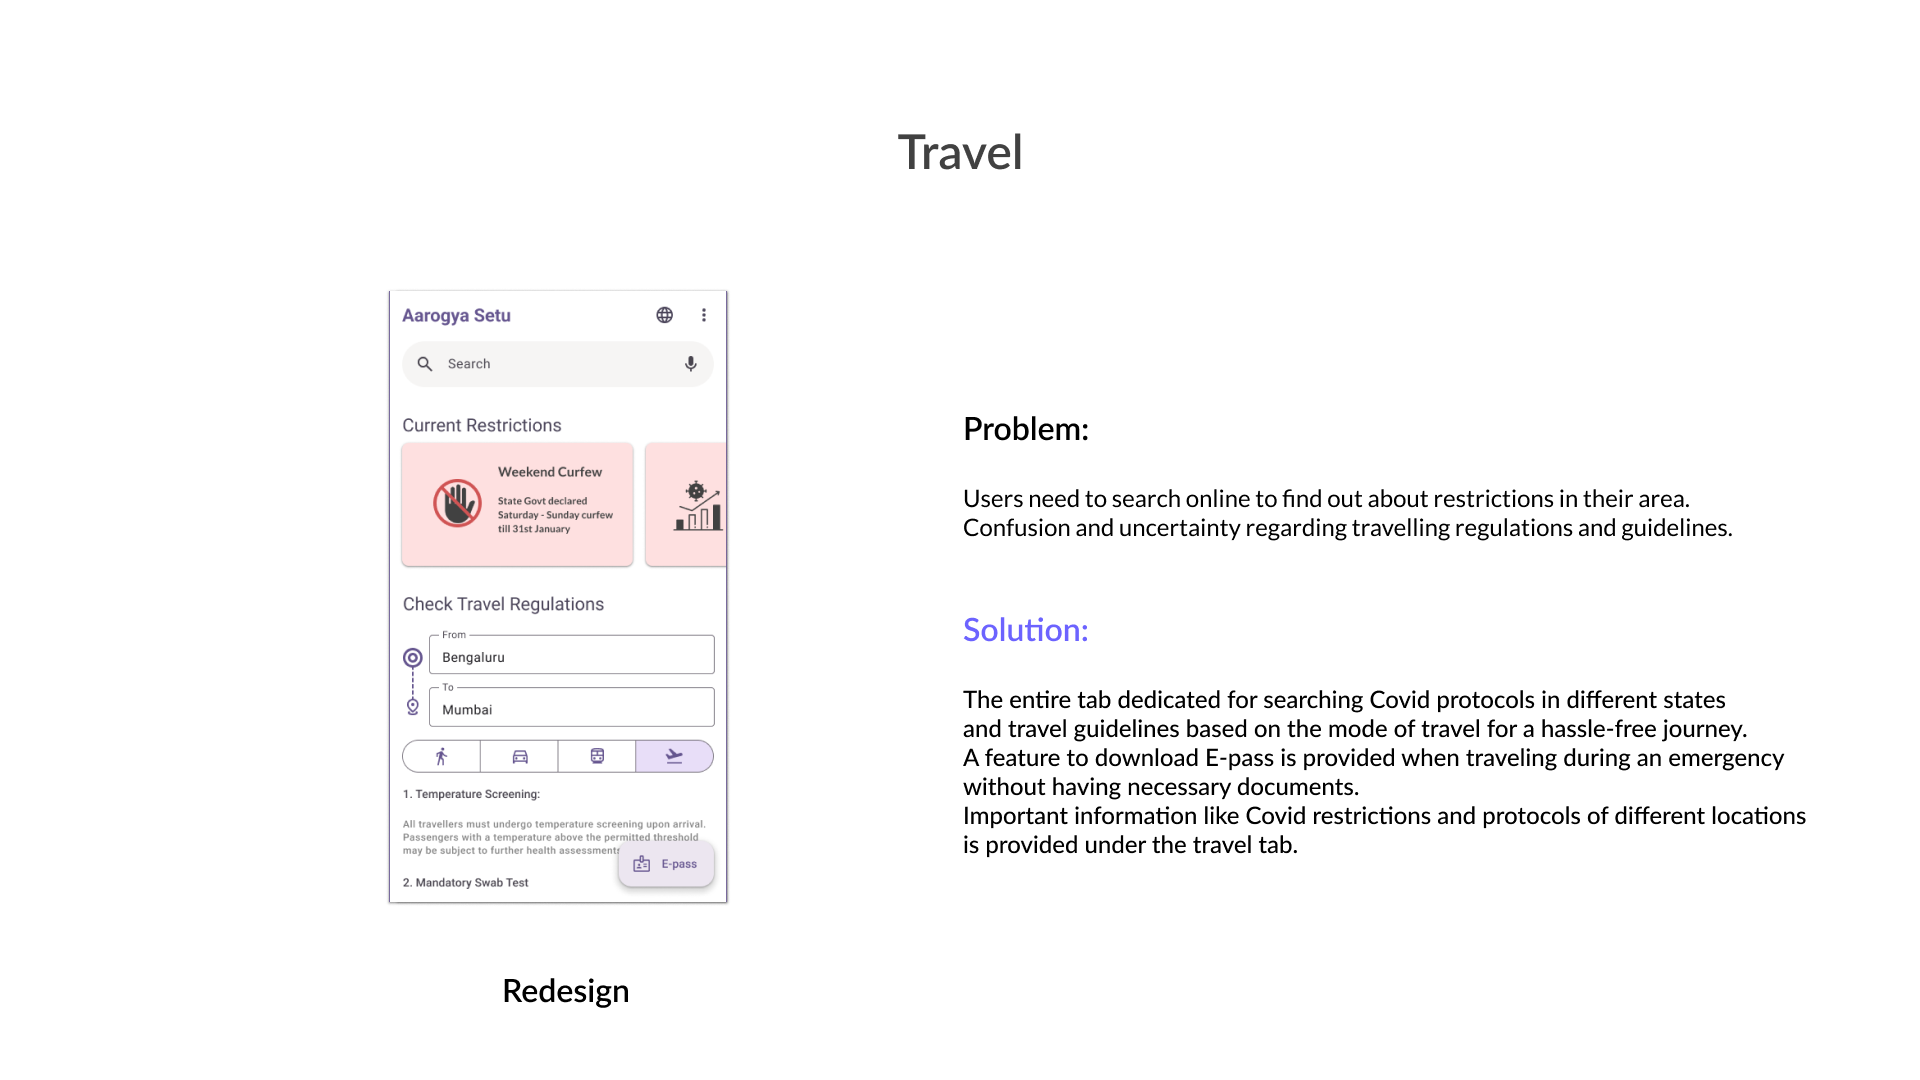 Travel
Aarogya Setu
Search
Current Restrictions
Weekend Curfew
State Govt declared
Saturday - Sunday curfew
till 31st January
Check Travel Regulations
From
Bengaluru
To
Mumbai
1. Temperature Screening:
All travellers must undergo temperature screening upon arrival.
Passengers with a temperature above the permitted threshold
may be subject to further health assessments
E-pass
2. Mandatory Swab Test
Redesign
Problem:
Users need to search online to find out about restrictions in their area.
Confusion and uncertainty regarding travelling regulations and guidelines.
Solution:
The entire tab dedicated for searching Covid protocols in different states
and travel guidelines based on the mode of travel for a hassle-free journey.
A feature to download E-pass is provided when traveling during an emergency
without having necessary documents.
Important information like Covid restrictions and protocols of different locations
is provided under the travel tab.